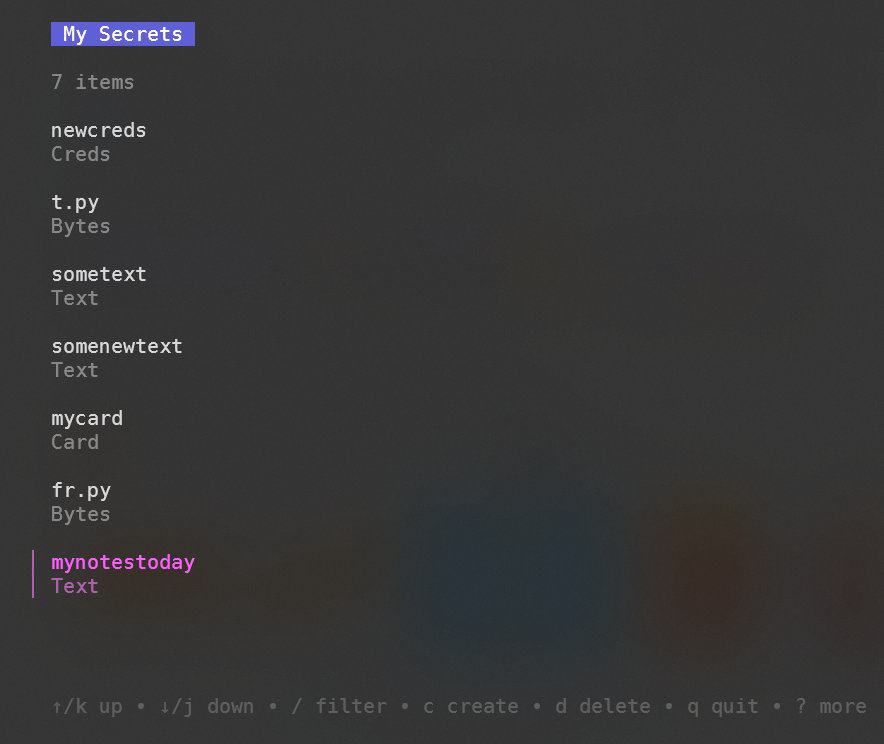 My Secrets
7 items
newcreds
Creds
t.py
Bytes
sometext
Text
somenewtext
Text
mycard
Card
fr.py
Bytes
mynotestoday
Text
↑/k up • ↓/j down • / filter • c create • d delete • q quit • ? more